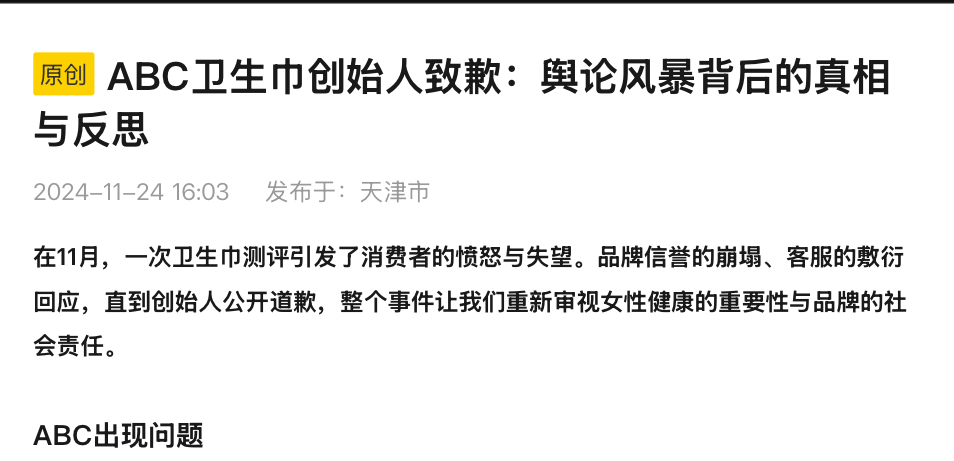 原创 ABC卫生巾创始人致歉：舆论风暴背后的真相
与反思
2024-11-24 16:03 发布于：天津市
在11月，一次卫生巾测评引发了消费者的愤怒与失望。品牌信誉的崩塌、客服的敷衍
回应，直到创始人公开道歉，整个事件让我们重新审视女性健康的重要性与品牌的社
会责任。
ABC出现问题